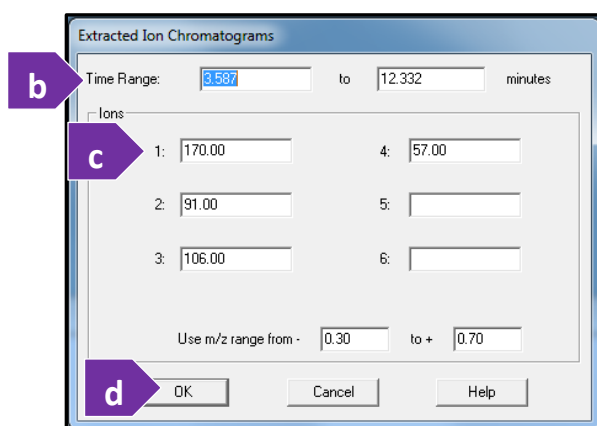 Extracted Ion Chromatograms
b Time Range: 3.587 to 12.332 minutes
Ions
c 1: 170.00 4: 57.00
2: 91.00 5:
3: 106.00 6:
Use m/z range from - 0.30 to + 0.70
d OK Cancel Help